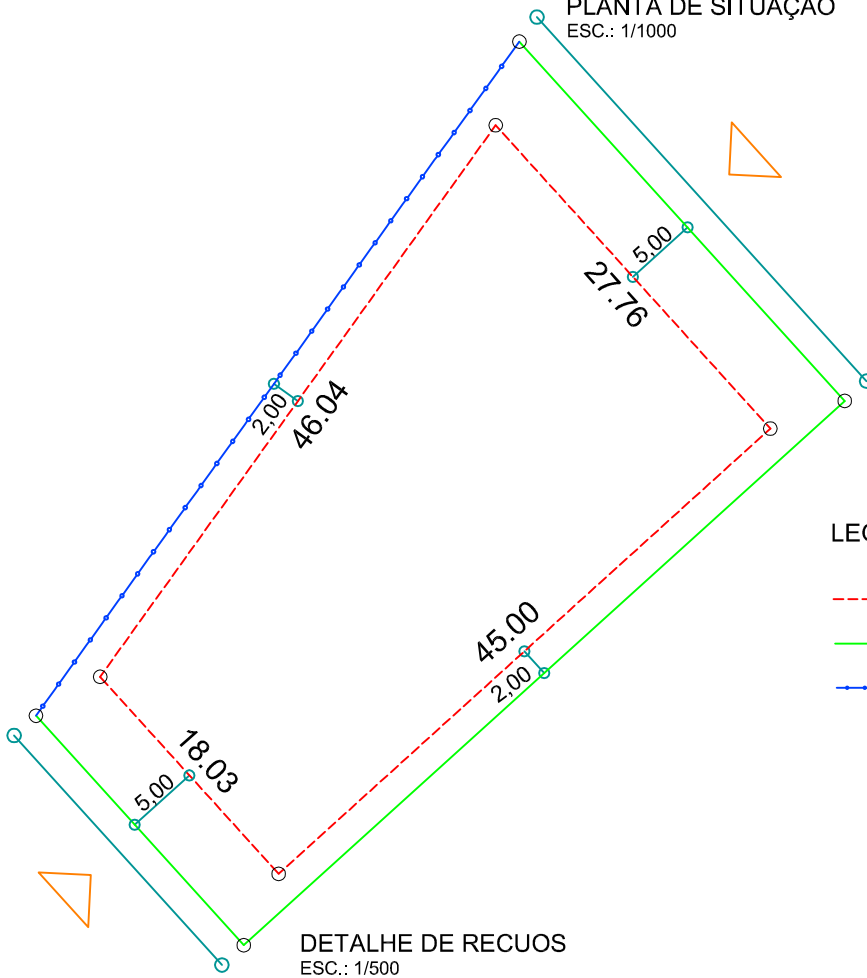 PLANTA DE SITUAÇÃO
ESC.: 1/1000
5,00
27.76
2,00
46.04
45.00
2,00
18.03
5,00
DETALHE DE RECUOS
ESC.: 1/500